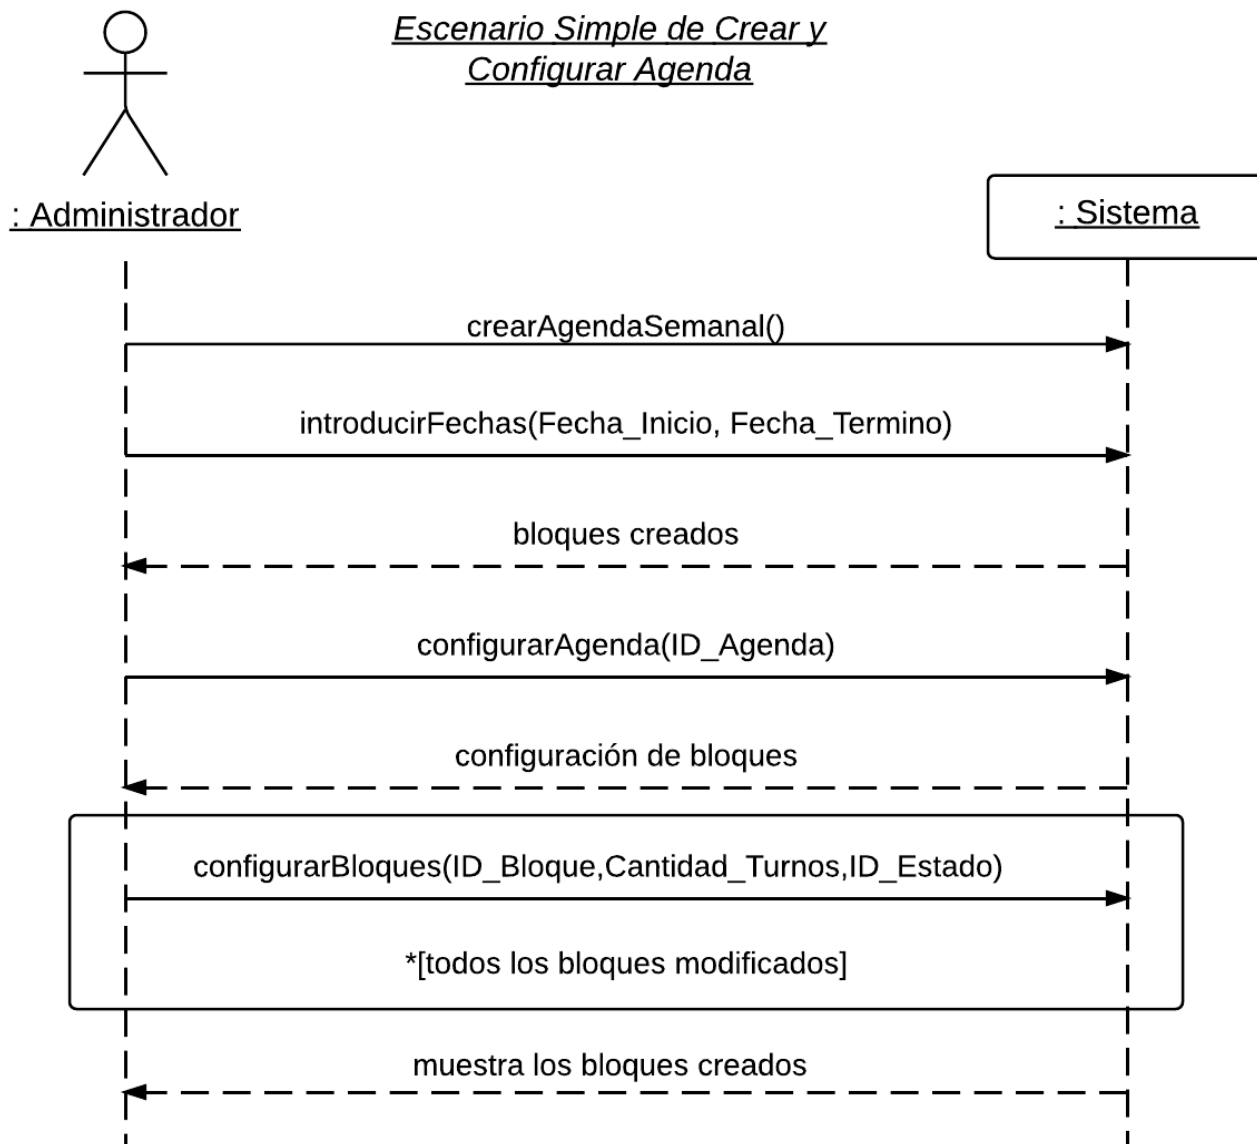 Escenario Simple de Crear y
Configurar Agenda
: Administrador
: Sistema
crearAgendaSemanal()
introducirFechas(Fecha_Inicio, Fecha_Termino)
bloques creados
configurarAgenda(ID_Agenda)
configuración de bloques
configurarBloques(ID_Bloque,Cantidad_Turnos,ID_Estado)
*[todos los bloques modificados]
muestra los bloques creados